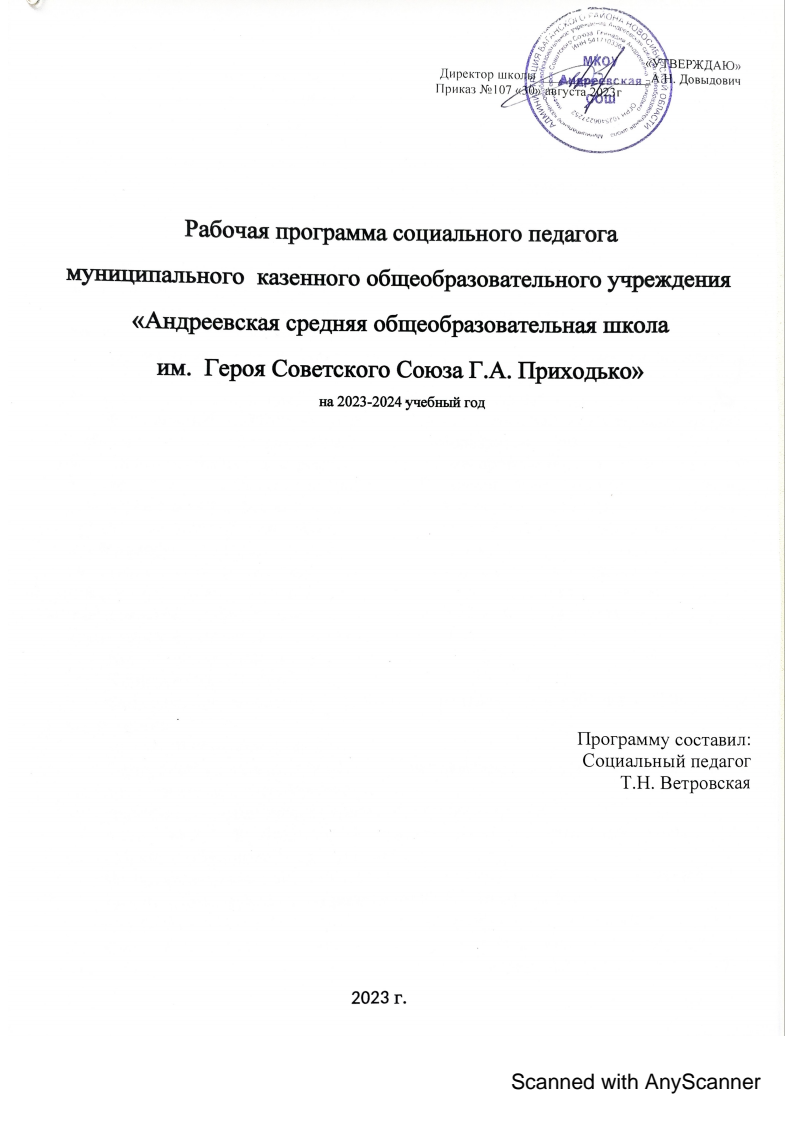 «УТВЕРЖДАЮ»
Директор школы А.Н. Довыдович
Приказ №107 «30» августа 2023г
МКОУ
Андреевская
СОШ
Рабочая программа социального педагога
муниципального казенного общеобразовательного учреждения
«Андреевская средняя общеобразовательная школа
им. Героя Советского Союза Г.А. Приходько»
на 2023-2024 учебный год
Программу составил:
Социальный педагог
Т.Н. Ветровская
2023 г.
Scanned with AnyScanner